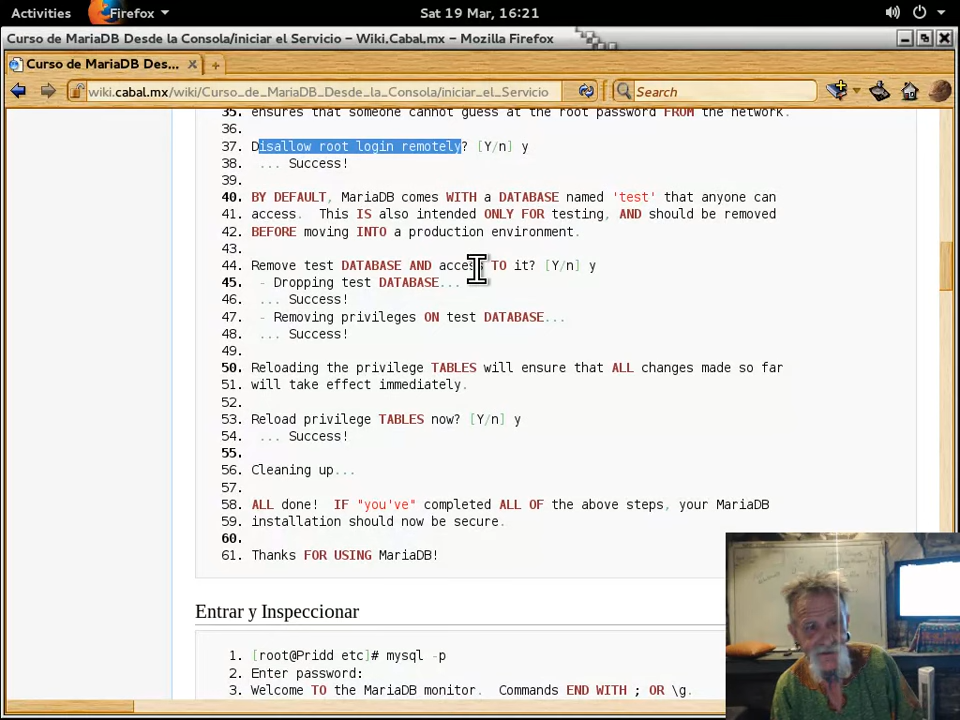 Activities Firefox Sat 19 Mar, 16:21
Curso de MariaDB Desde la Consola/iniciar el Servicio – Wiki.Cabal.mx – Mozilla Firefox
Curso de MariaDB Des...
wiki.cabal.mx/wiki/Curso_de_MariaDB_Desde_la_Consola/iniciar_el_Servicio Search
35. ensures that someone cannot guess at the root password FROM the network.
36.
37. Disallow root login remotely? [Y/n] y
38. ... Success!
39.
40. BY DEFAULT, MariaDB comes WITH a DATABASE named 'test' that anyone can
41. access. This IS also intended ONLY FOR testing, AND should be removed
42. BEFORE moving INTO a production environment.
43.
44. Remove test DATABASE AND access TO it? [Y/n] y
45. - Dropping test DATABASE...
46. ... Success!
47. - Removing privileges ON test DATABASE...
48. ... Success!
49.
50. Reloading the privilege TABLES will ensure that ALL changes made so far
51. will take effect immediately.
52.
53. Reload privilege TABLES now? [Y/n] y
54. ... Success!
55.
56. Cleaning up...
57.
58. ALL done! IF "you've" completed ALL OF the above steps, your MariaDB
59. installation should now be secure.
60.
61. Thanks FOR USING MariaDB!
Entrar y Inspeccionar
1. [root@Pridd etc]# mysql -p
2. Enter password:
3. Welcome TO the MariaDB monitor. Commands END WITH ; OR \g.